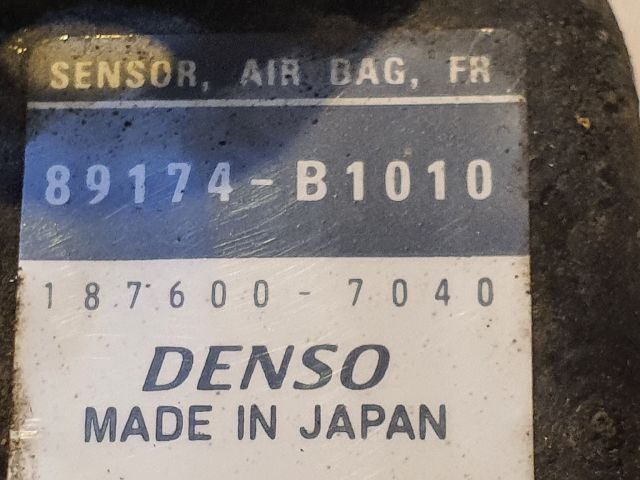 SENSOR, AIR BAG, FR
89174-B1010
187600-7040
DENSO
MADE IN JAPAN